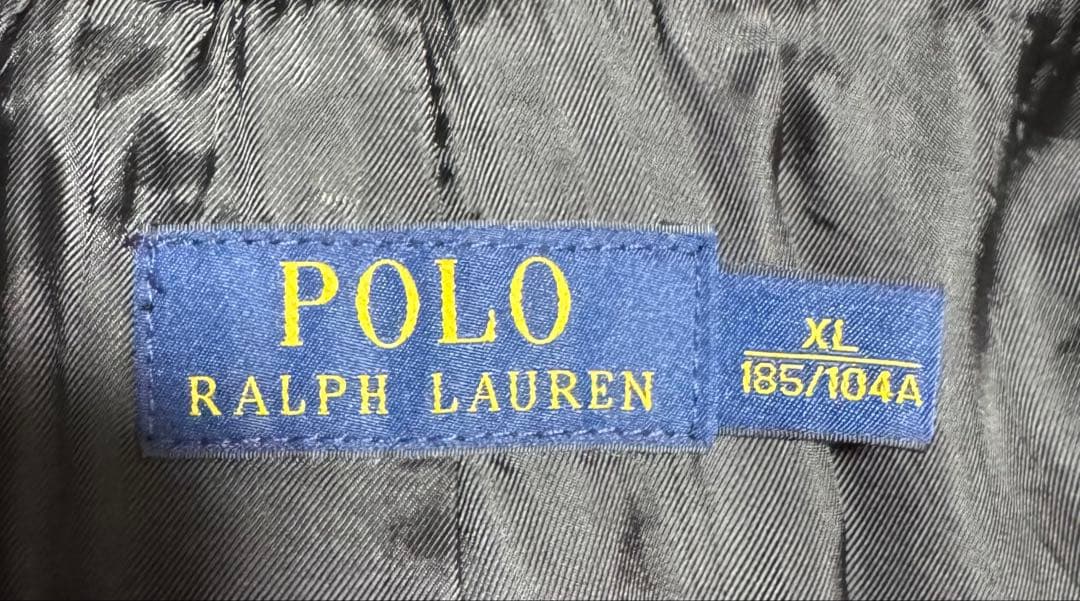 POLO
RALPH LAUREN
XL
185/104A